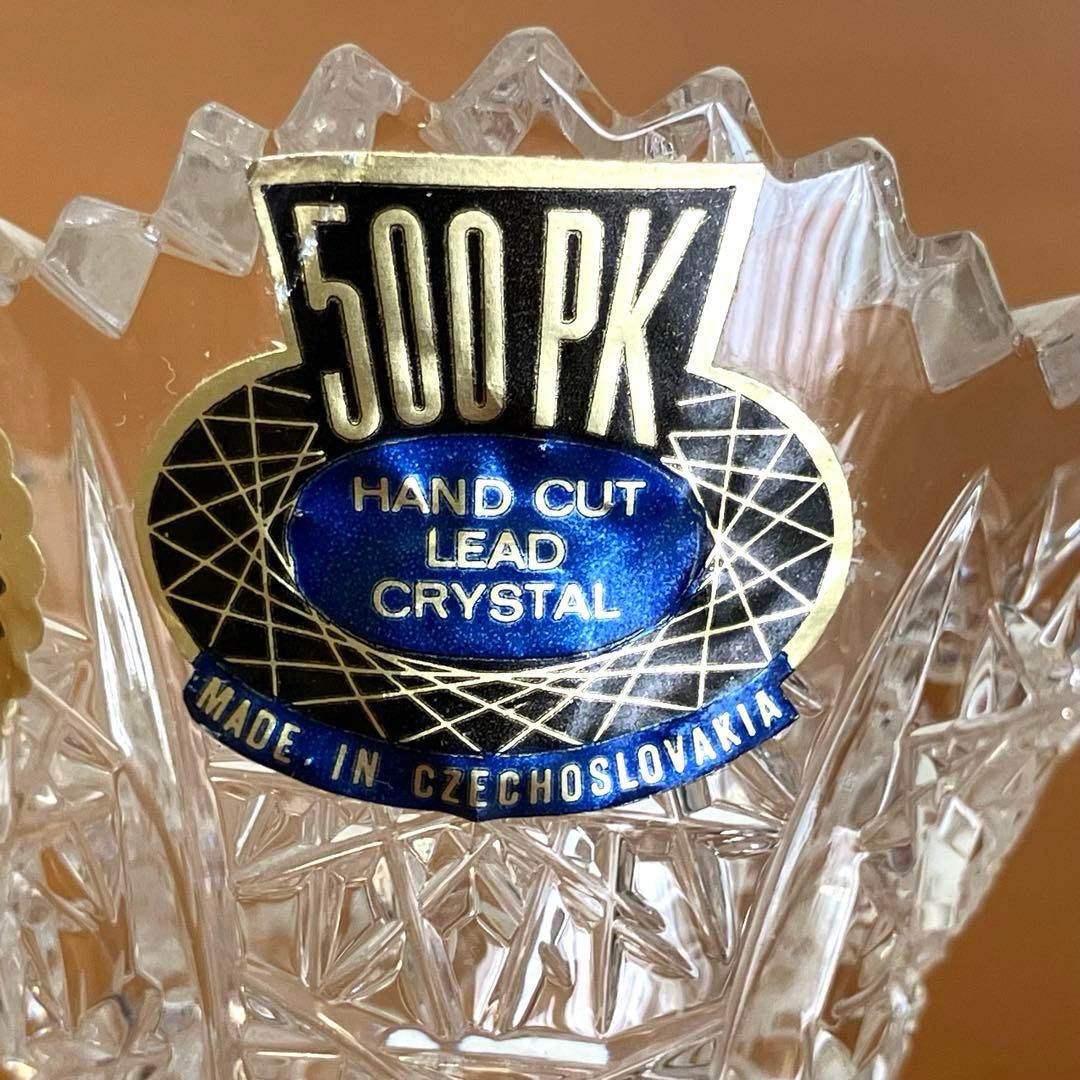 500 PK
HAND CUT
LEAD
CRYSTAL
MADE IN CZECHOSLOVAKIA